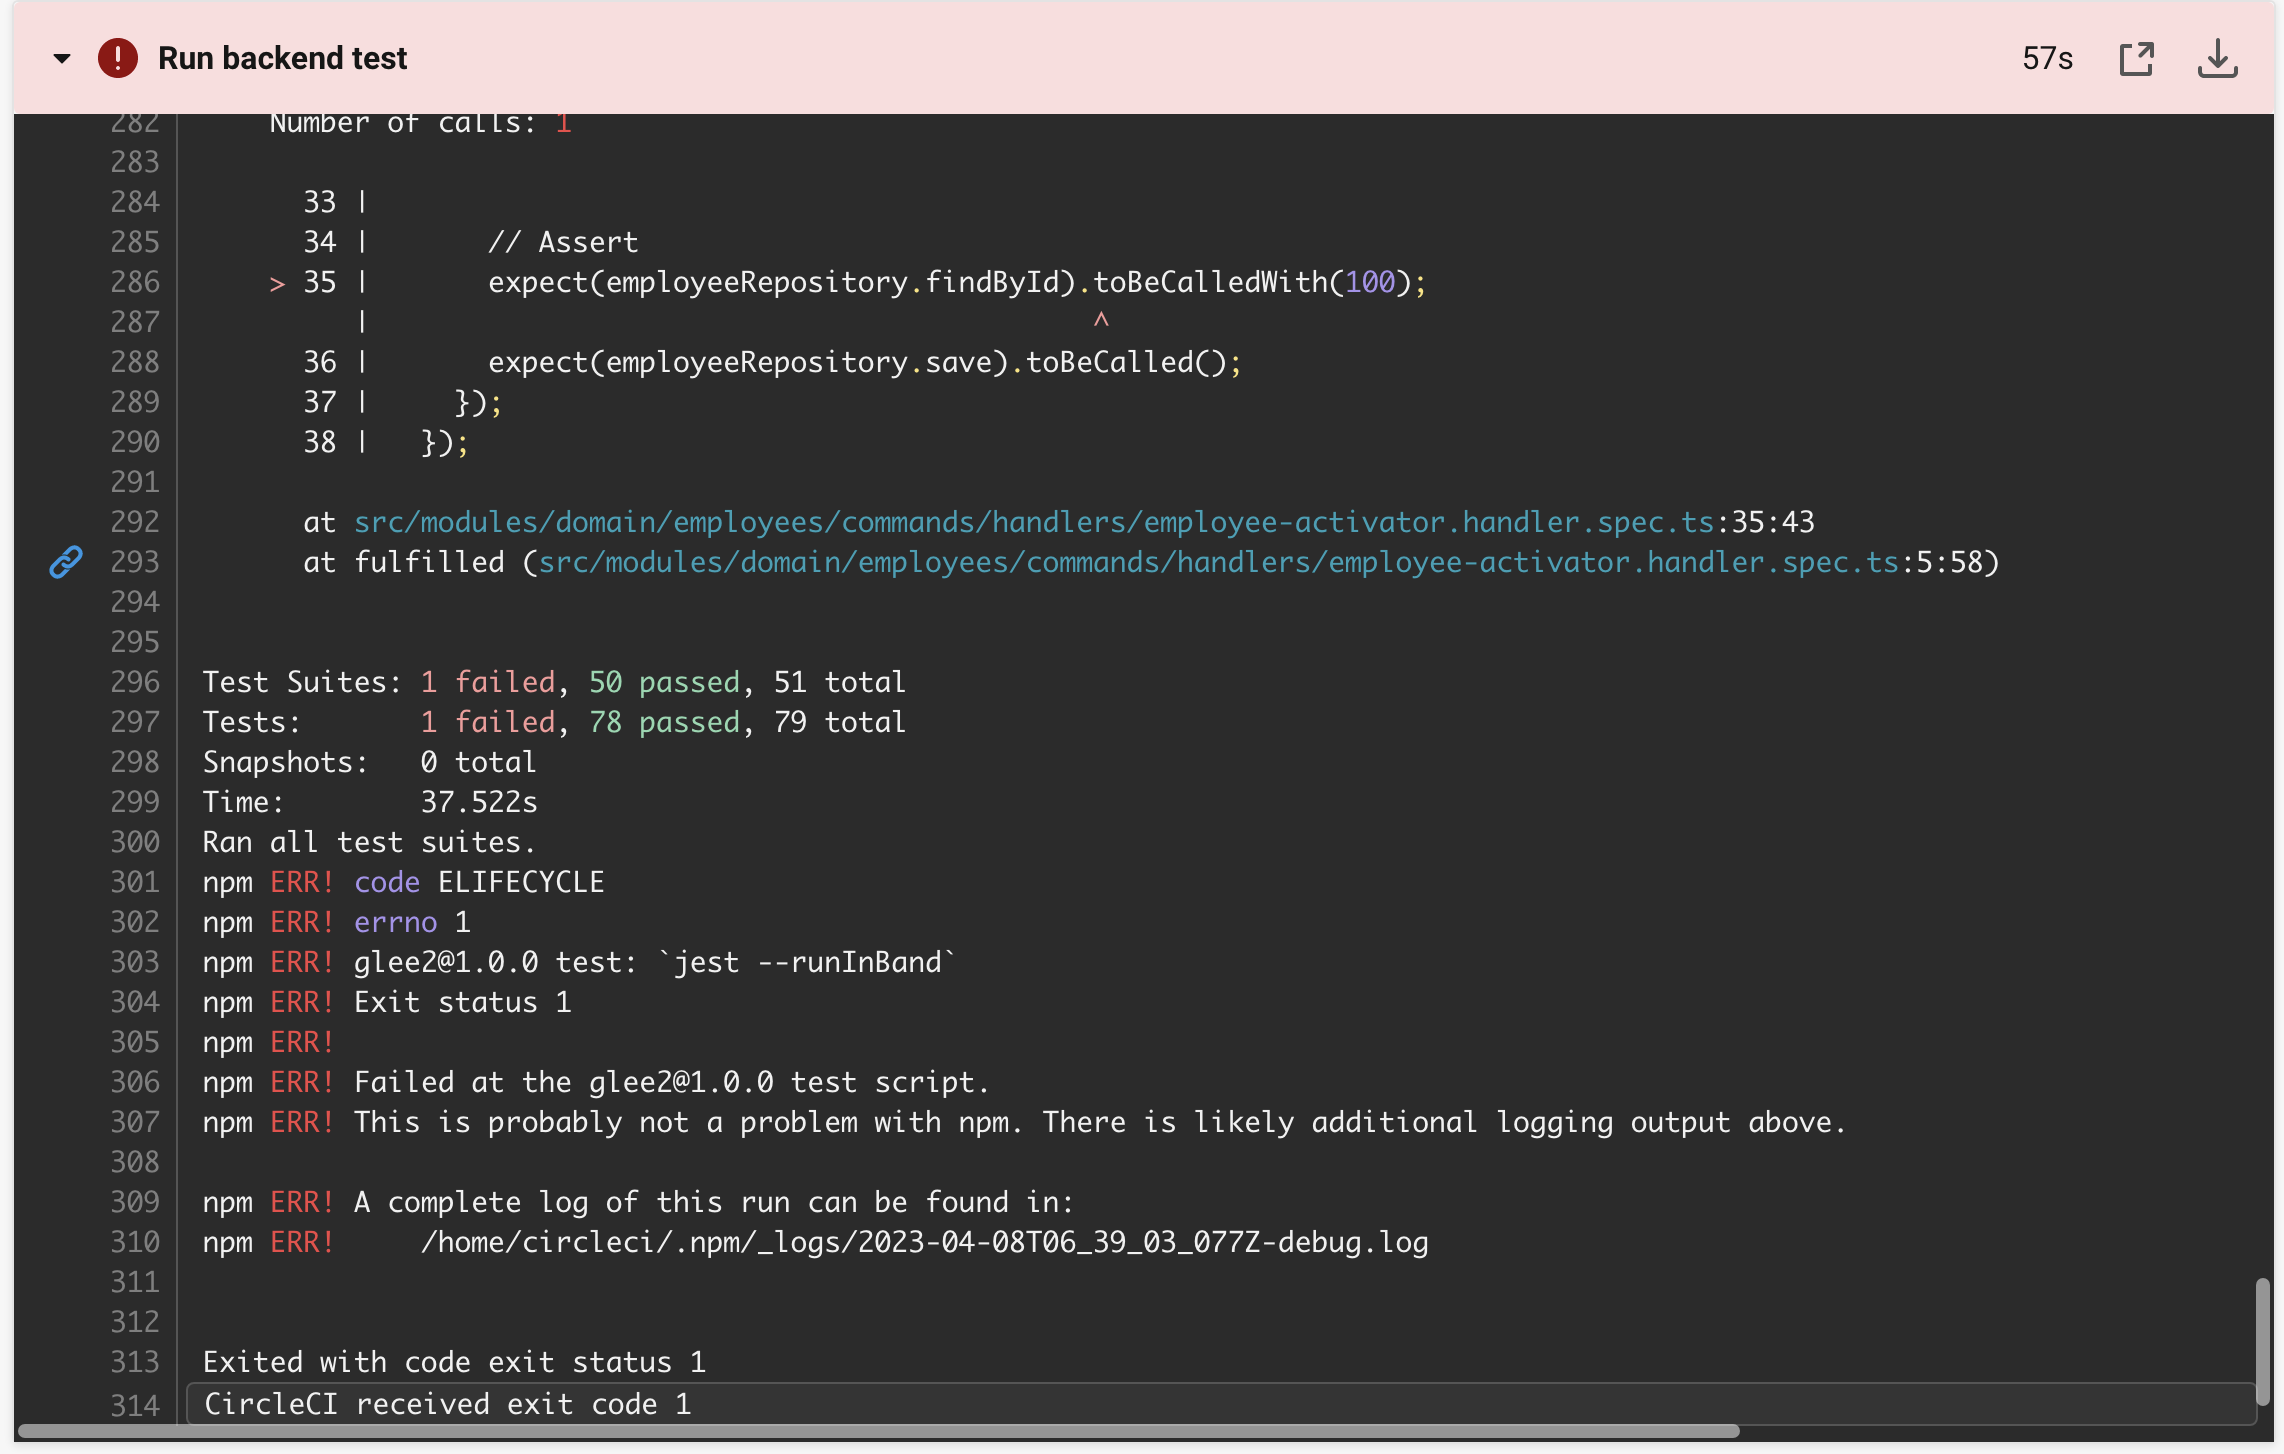 Run backend test 57s
282 Number of calls: 1
283
284 33 |
285 34 | // Assert
286 > 35 | expect(employeeRepository.findById).toBeCalledWith(100);
287 | ^
288 36 | expect(employeeRepository.save).toBeCalled();
289 37 | });
290 38 | });
291
292 at src/modules/domain/employees/commands/handlers/employee-activator.handler.spec.ts:35:43
293 at fulfilled (src/modules/domain/employees/commands/handlers/employee-activator.handler.spec.ts:5:58)
294
295
296 Test Suites: 1 failed, 50 passed, 51 total
297 Tests: 1 failed, 78 passed, 79 total
298 Snapshots: 0 total
299 Time: 37.522s
300 Ran all test suites.
301 npm ERR! code ELIFECYCLE
302 npm ERR! errno 1
303 npm ERR! glee2@1.0.0 test: `jest --runInBand`
304 npm ERR! Exit status 1
305 npm ERR!
306 npm ERR! Failed at the glee2@1.0.0 test script.
307 npm ERR! This is probably not a problem with npm. There is likely additional logging output above.
308
309 npm ERR! A complete log of this run can be found in:
310 npm ERR! /home/circleci/.npm/_logs/2023-04-08T06_39_03_077Z-debug.log
311
312
313 Exited with code exit status 1
314 CircleCI received exit code 1